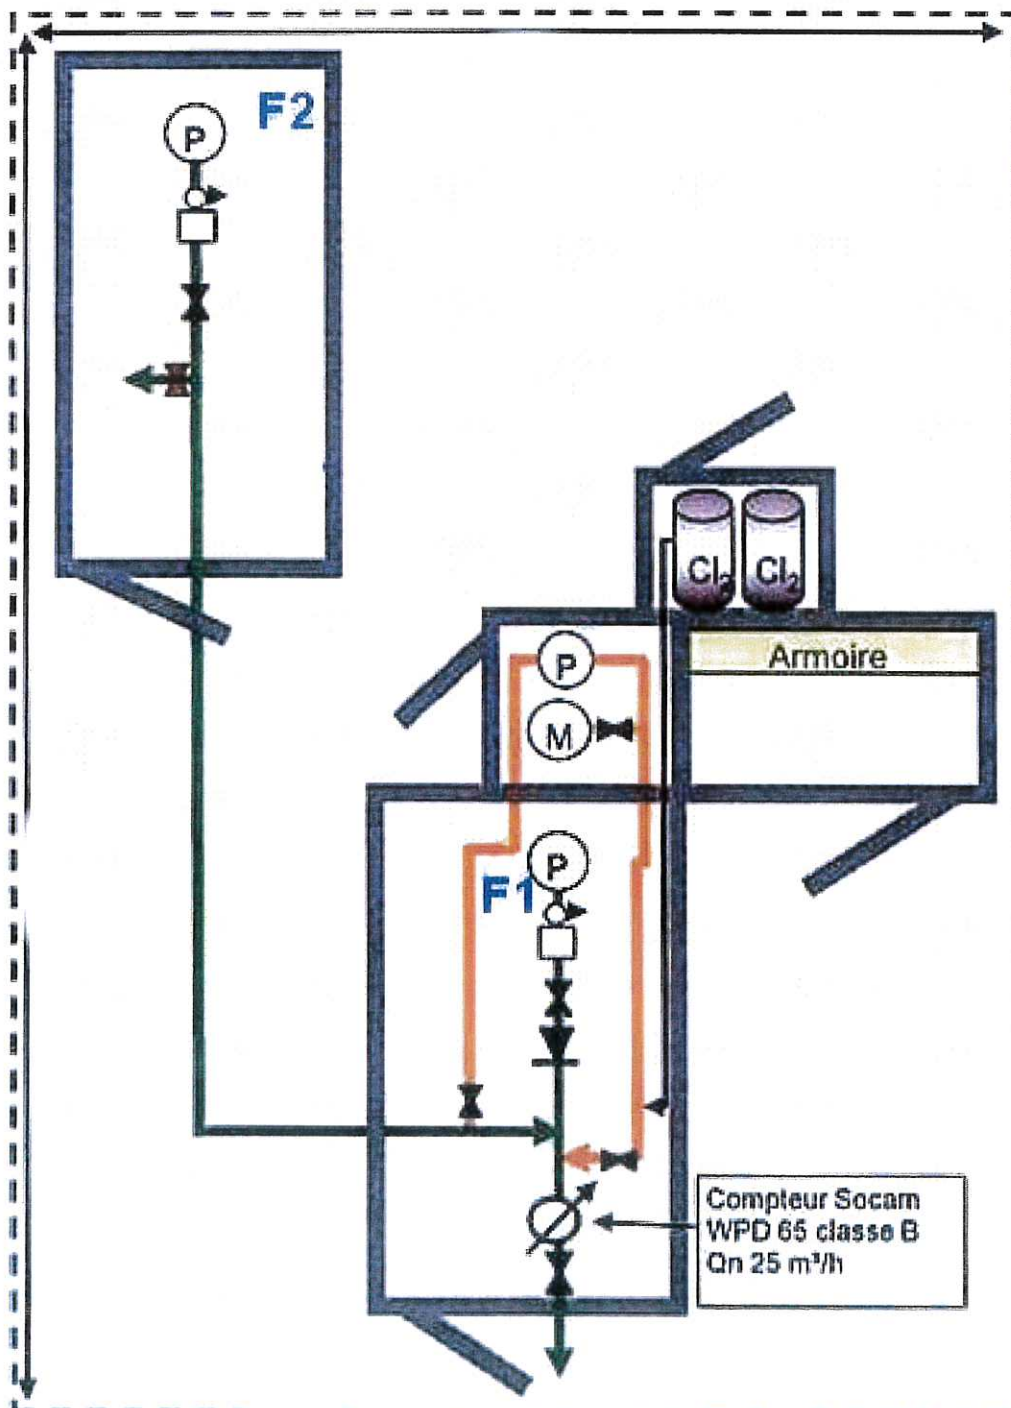 F2
P
Cl2
Cl2
Armoire
P
M
P
F1
Compteur Socam
WPD 65 classe B
Qn 25 m³/h